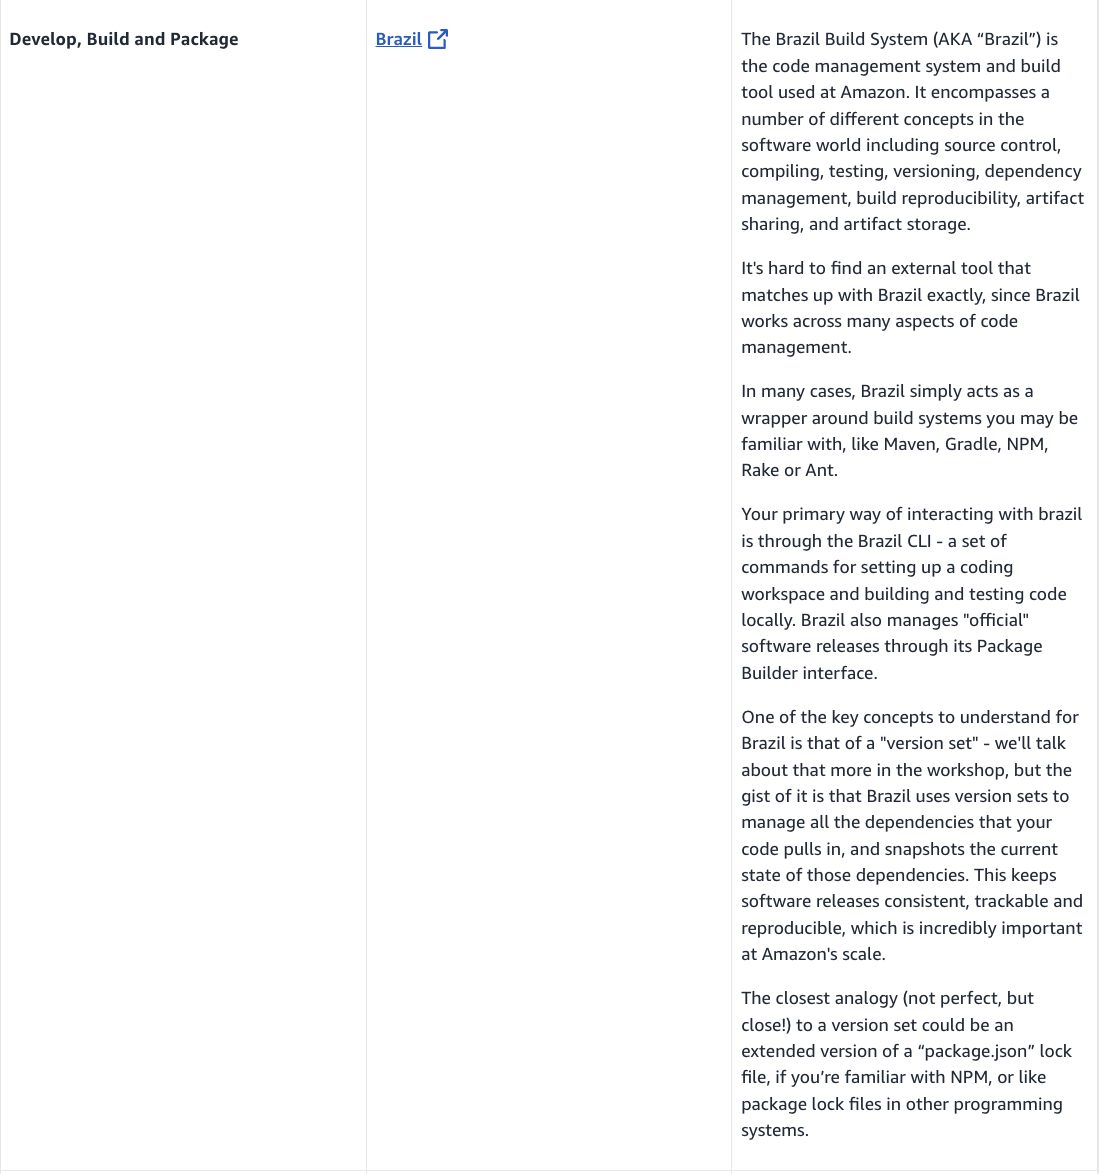 Develop, Build and Package
Brazil
The Brazil Build System (AKA “Brazil”) is
the code management system and build
tool used at Amazon. It encompasses a
number of different concepts in the
software world including source control,
compiling, testing, versioning, dependency
management, build reproducibility, artifact
sharing, and artifact storage.
It's hard to find an external tool that
matches up with Brazil exactly, since Brazil
works across many aspects of code
management.
In many cases, Brazil simply acts as a
wrapper around build systems you may be
familiar with, like Maven, Gradle, NPM,
Rake or Ant.
Your primary way of interacting with brazil
is through the Brazil CLI - a set of
commands for setting up a coding
workspace and building and testing code
locally. Brazil also manages "official"
software releases through its Package
Builder interface.
One of the key concepts to understand for
Brazil is that of a "version set" - we'll talk
about that more in the workshop, but the
gist of it is that Brazil uses version sets to
manage all the dependencies that your
code pulls in, and snapshots the current
state of those dependencies. This keeps
software releases consistent, trackable and
reproducible, which is incredibly important
at Amazon's scale.
The closest analogy (not perfect, but
close!) to a version set could be an
extended version of a “package.json” lock
file, if you’re familiar with NPM, or like
package lock files in other programming
systems.